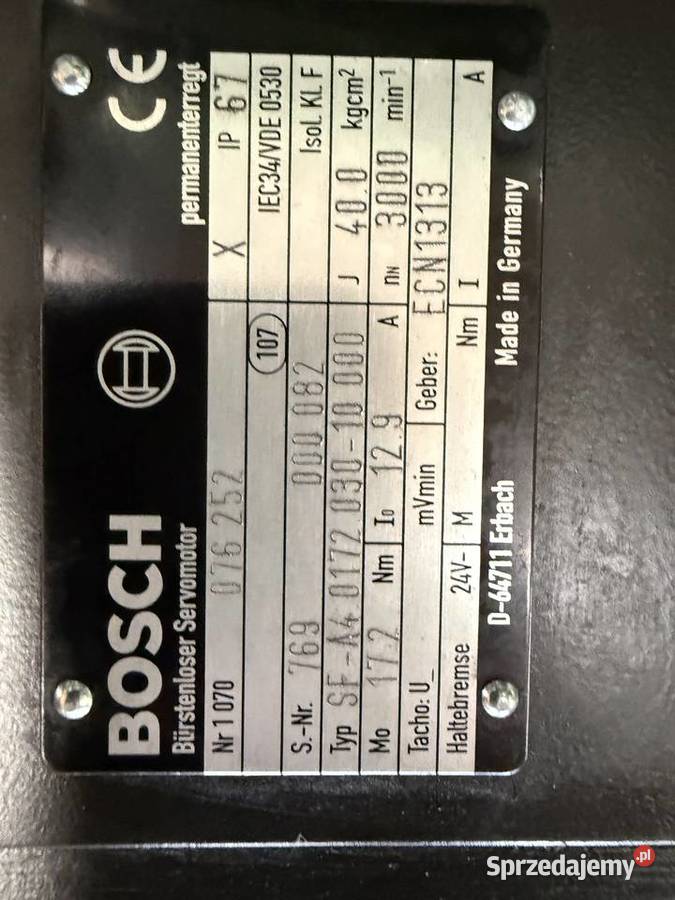 BOSCH
Bürstenloser Servomotor permanenterregt
Nr 1 070 076 252 X IP 67
107 IEC34/VDE 0530
S.-Nr. 769 000 082 Isol. Kl. F
Typ SF-A4.0172.030-10.000 J 40.0 kgcm²
Mo 17.2 Nm I₀ 12.9 A nN 3000 min⁻¹
Tacho: U_ mVmin Geber: ECN1313
Haltebremse 24V- M Nm I A
D-64711 Erbach Made in Germany
CE
Sprzedajemy.pl